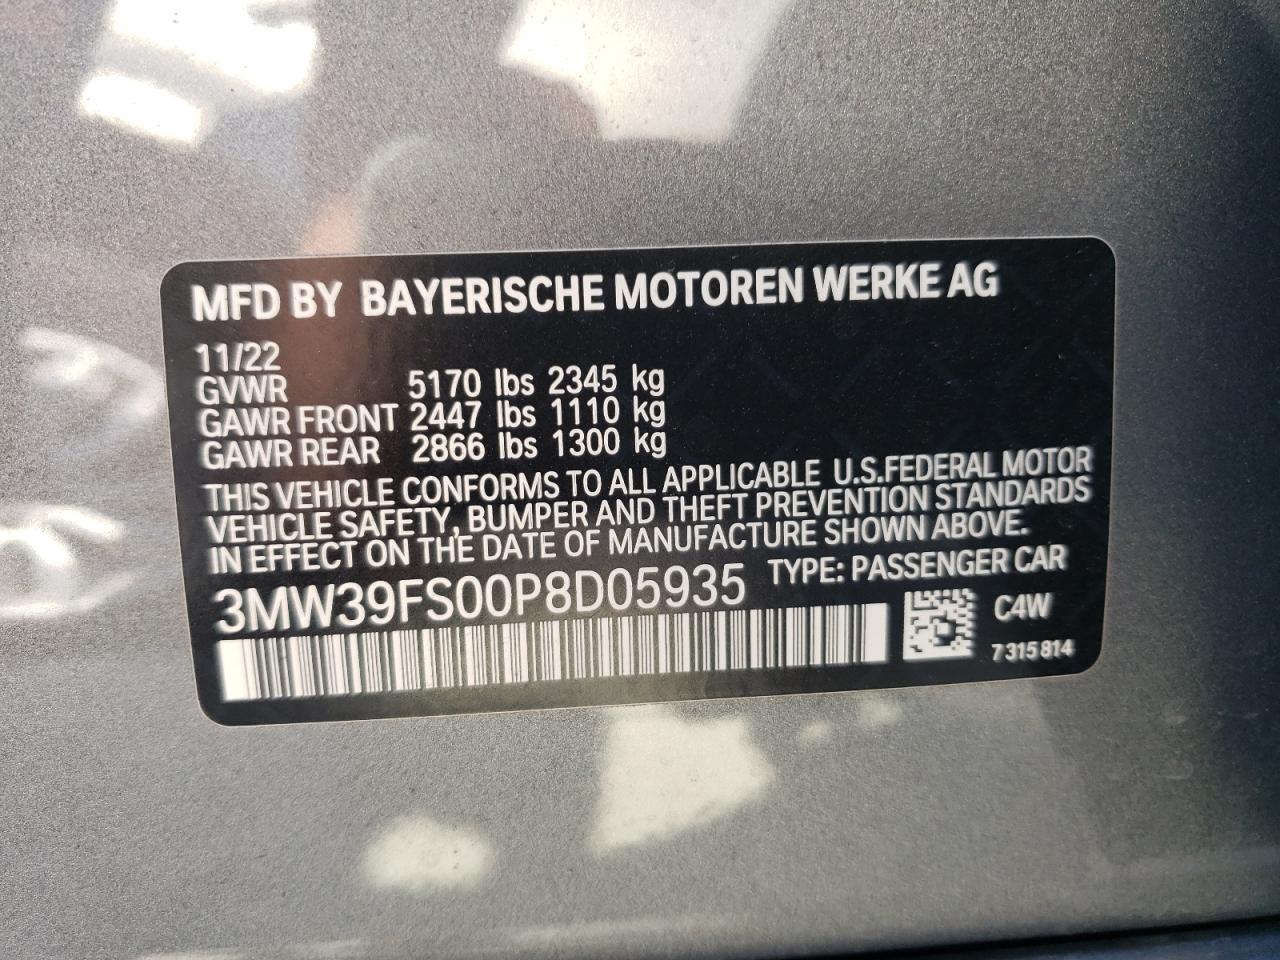 MFD BY BAYERISCHE MOTOREN WERKE AG
11/22
GVWR 5170 lbs 2345 kg
GAWR FRONT 2447 lbs 1110 kg
GAWR REAR 2866 lbs 1300 kg
THIS VEHICLE CONFORMS TO ALL APPLICABLE U.S.FEDERAL MOTOR
VEHICLE SAFETY, BUMPER AND THEFT PREVENTION STANDARDS
IN EFFECT ON THE DATE OF MANUFACTURE SHOWN ABOVE.
3MW39FS00P8D05935 TYPE: PASSENGER CAR
C4W
7 315 814